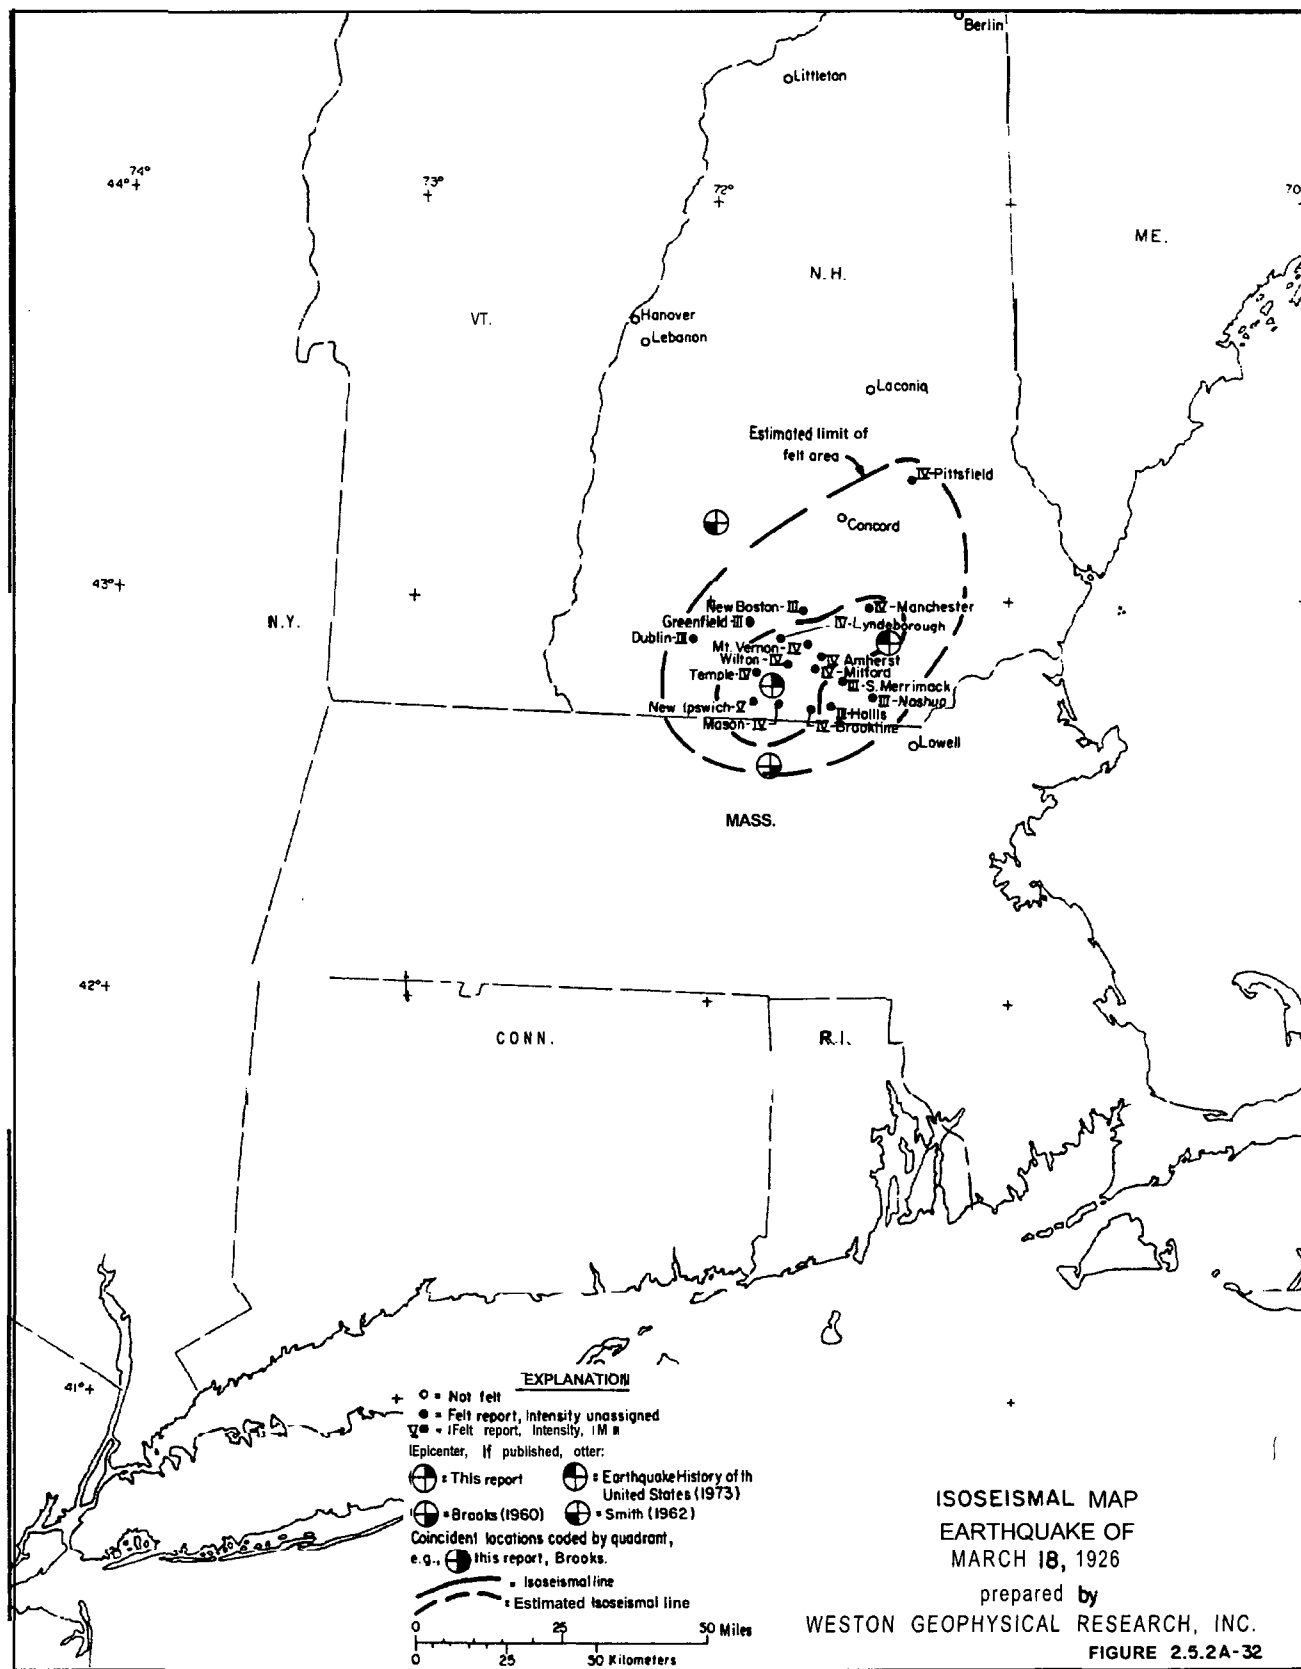 Berlin
Littleton
74°
44°
73°
72°
70
ME.
N.H.
VT.
Hanover
Lebanon
Laconia
Estimated limit of
felt area
IV-Pittsfield
Concord
43°
N.Y.
New Boston-III
IV-Manchester
Greenfield-III
IV-Lyndeborough
Dublin-III
Mt. Vernon-IV
IV Amherst
Wilton-IV
IV-Milford
Temple-IV
III-S. Merrimack
New Ipswich-V
III-Nashua
III-Hollis
Mason-IV
IV-Brookline
Lowell
MASS.
42°
CONN.
R.I.
41°
EXPLANATION
= Not felt
= Felt report, Intensity unassigned
V = Felt report, Intensity, (M
Epicenter, If published, otter:
= This report
= Earthquake History of th
United States (1973)
= Brooks (1960)
= Smith (1962)
Coincident locations coded by quadrant,
e.g., this report, Brooks.
= Isoseismal line
= Estimated Isoseismal line
0 25 50 Miles
0 25 50 Kilometers
ISOSEISMAL MAP
EARTHQUAKE OF
MARCH 18, 1926
prepared by
WESTON GEOPHYSICAL RESEARCH, INC.
FIGURE 2.5.2A-32